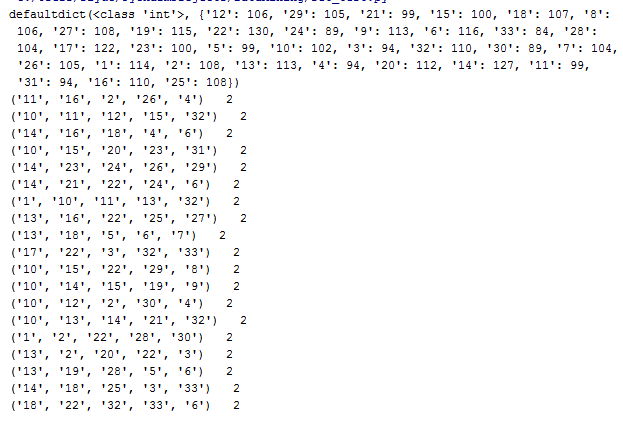 defaultdict(<class 'int'>, {'12': 106, '29': 105, '21': 99, '15': 100, '18': 107, '8':
106, '27': 108, '19': 115, '22': 130, '24': 89, '9': 113, '6': 116, '33': 84, '28':
104, '17': 122, '23': 100, '5': 99, '10': 102, '3': 94, '32': 110, '30': 89, '7': 104,
'26': 105, '1': 114, '2': 108, '13': 113, '4': 94, '20': 112, '14': 127, '11': 99,
'31': 94, '16': 110, '25': 108})
('11', '16', '2', '26', '4') 2
('10', '11', '12', '15', '32') 2
('14', '16', '18', '4', '6') 2
('10', '15', '20', '23', '31') 2
('14', '23', '24', '26', '29') 2
('14', '21', '22', '24', '6') 2
('1', '10', '11', '13', '32') 2
('13', '16', '22', '25', '27') 2
('13', '18', '5', '6', '7') 2
('17', '22', '3', '32', '33') 2
('10', '15', '22', '29', '8') 2
('10', '14', '15', '19', '9') 2
('10', '12', '2', '30', '4') 2
('10', '13', '14', '21', '32') 2
('1', '2', '22', '28', '30') 2
('13', '2', '20', '22', '3') 2
('13', '19', '28', '5', '6') 2
('14', '18', '25', '3', '33') 2
('18', '22', '32', '33', '6') 2